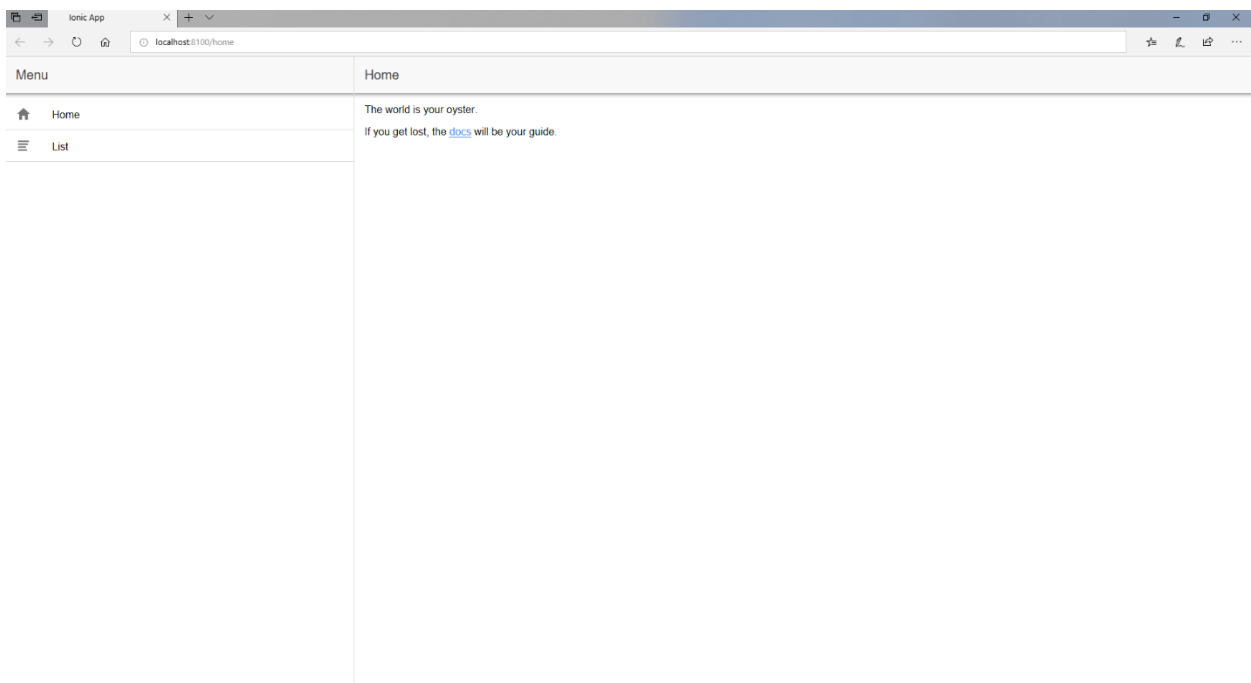 Ionic App
localhost:8100/home
Menu
Home
Home
List
The world is your oyster.
If you get lost, the docs will be your guide.